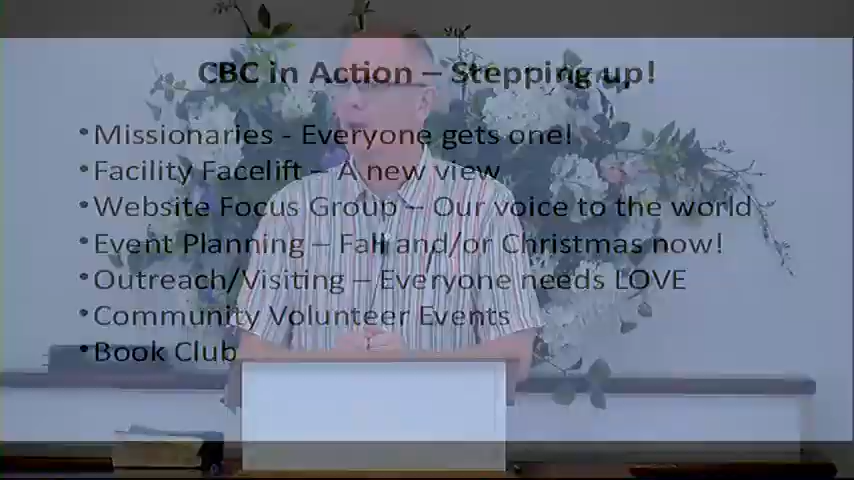 CBC in Action – Stepping up!
•Missionaries - Everyone gets one!
•Facility Facelift – A new view
•Website Focus Group – Our voice to the world
•Event Planning – Fall and/or Christmas now!
•Outreach/Visiting – Everyone needs LOVE
•Community Volunteer Events
•Book Club